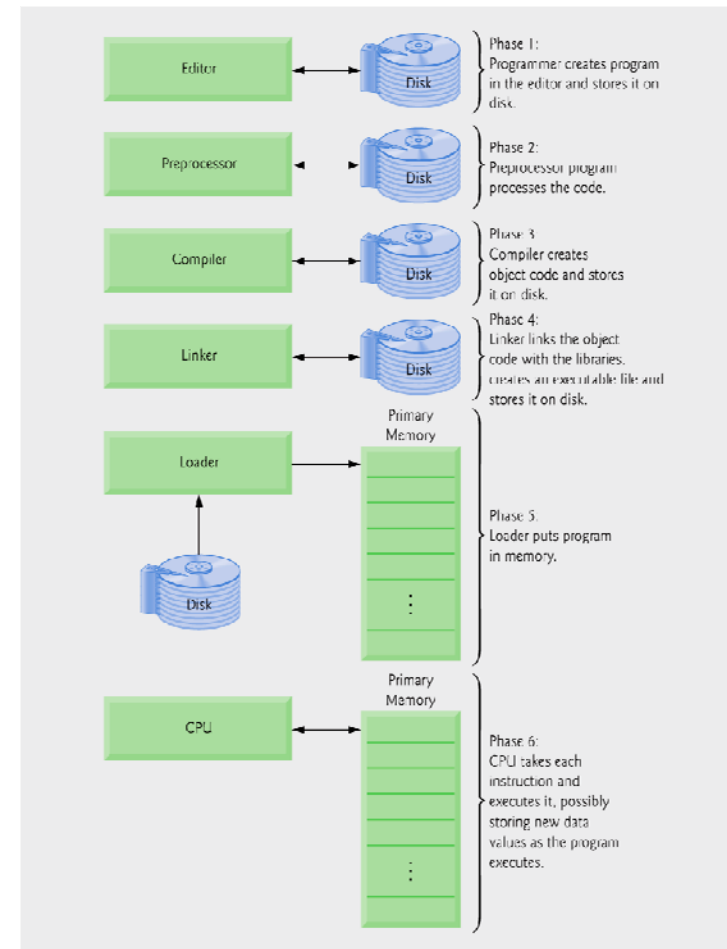 Editor
Disk
Phase 1:
Programmer creates program
in the editor and stores it on
disk.
Preprocessor
Disk
Phase 2:
Preprocessor program
processes the code.
Compiler
Disk
Phase 3
Compiler creates
object code and stores
it on disk.
Linker
Disk
Phase 4:
Linker links the object
code with the libraries,
creates an executable file and
stores it on disk.
Loader
Disk
Primary
Memory
Phase 5:
Loader puts program
in memory.
CPU
Primary
Memory
Phase 6:
CPU takes each
instruction and
executes it, possibly
storing new data
values as the program
executes.